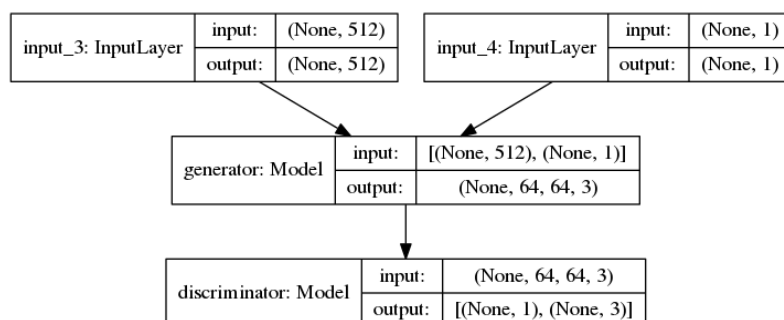 input_3: InputLayer
input: (None, 512)
output: (None, 512)
input_4: InputLayer
input: (None, 1)
output: (None, 1)
generator: Model
input: [(None, 512), (None, 1)]
output: (None, 64, 64, 3)
discriminator: Model
input: (None, 64, 64, 3)
output: [(None, 1), (None, 3)]